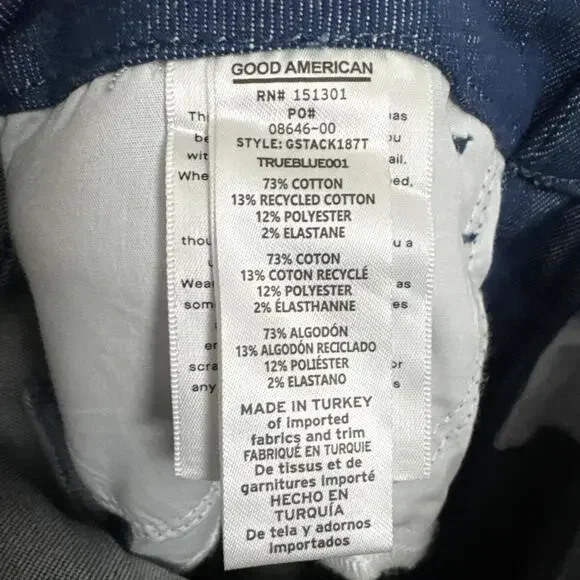 GOOD AMERICAN
RN# 151301
PO#
08646-00
STYLE: GSTACK187T
TRUEBLUE001
73% COTTON
13% RECYCLED COTTON
12% POLYESTER
2% ELASTANE
73% COTON
13% COTON RECYCLÉ
12% POLYESTER
2% ÉLASTHANNE
73% ALGODÓN
13% ALGODÓN RECICLADO
12% POLIÉSTER
2% ELASTANO
MADE IN TURKEY
of imported
fabrics and trim
FABRIQUÉ EN TURQUIE
De tissus et de
garnitures importé
HECHO EN
TURQUÍA
De tela y adornos
importados